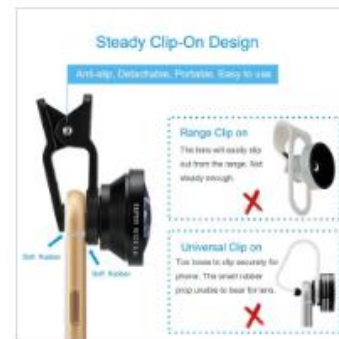 Steady Clip-On Design
Anti-slip, Detachable, Portable, Easy to use
Range Clip on
The lens will easily slip
out from the range. Not
steady enough.
Universal Clip on
Too loose to clip securely for
phone. The small rubber
prop unable to bear for lens.
Soft Rubber
Soft Rubber